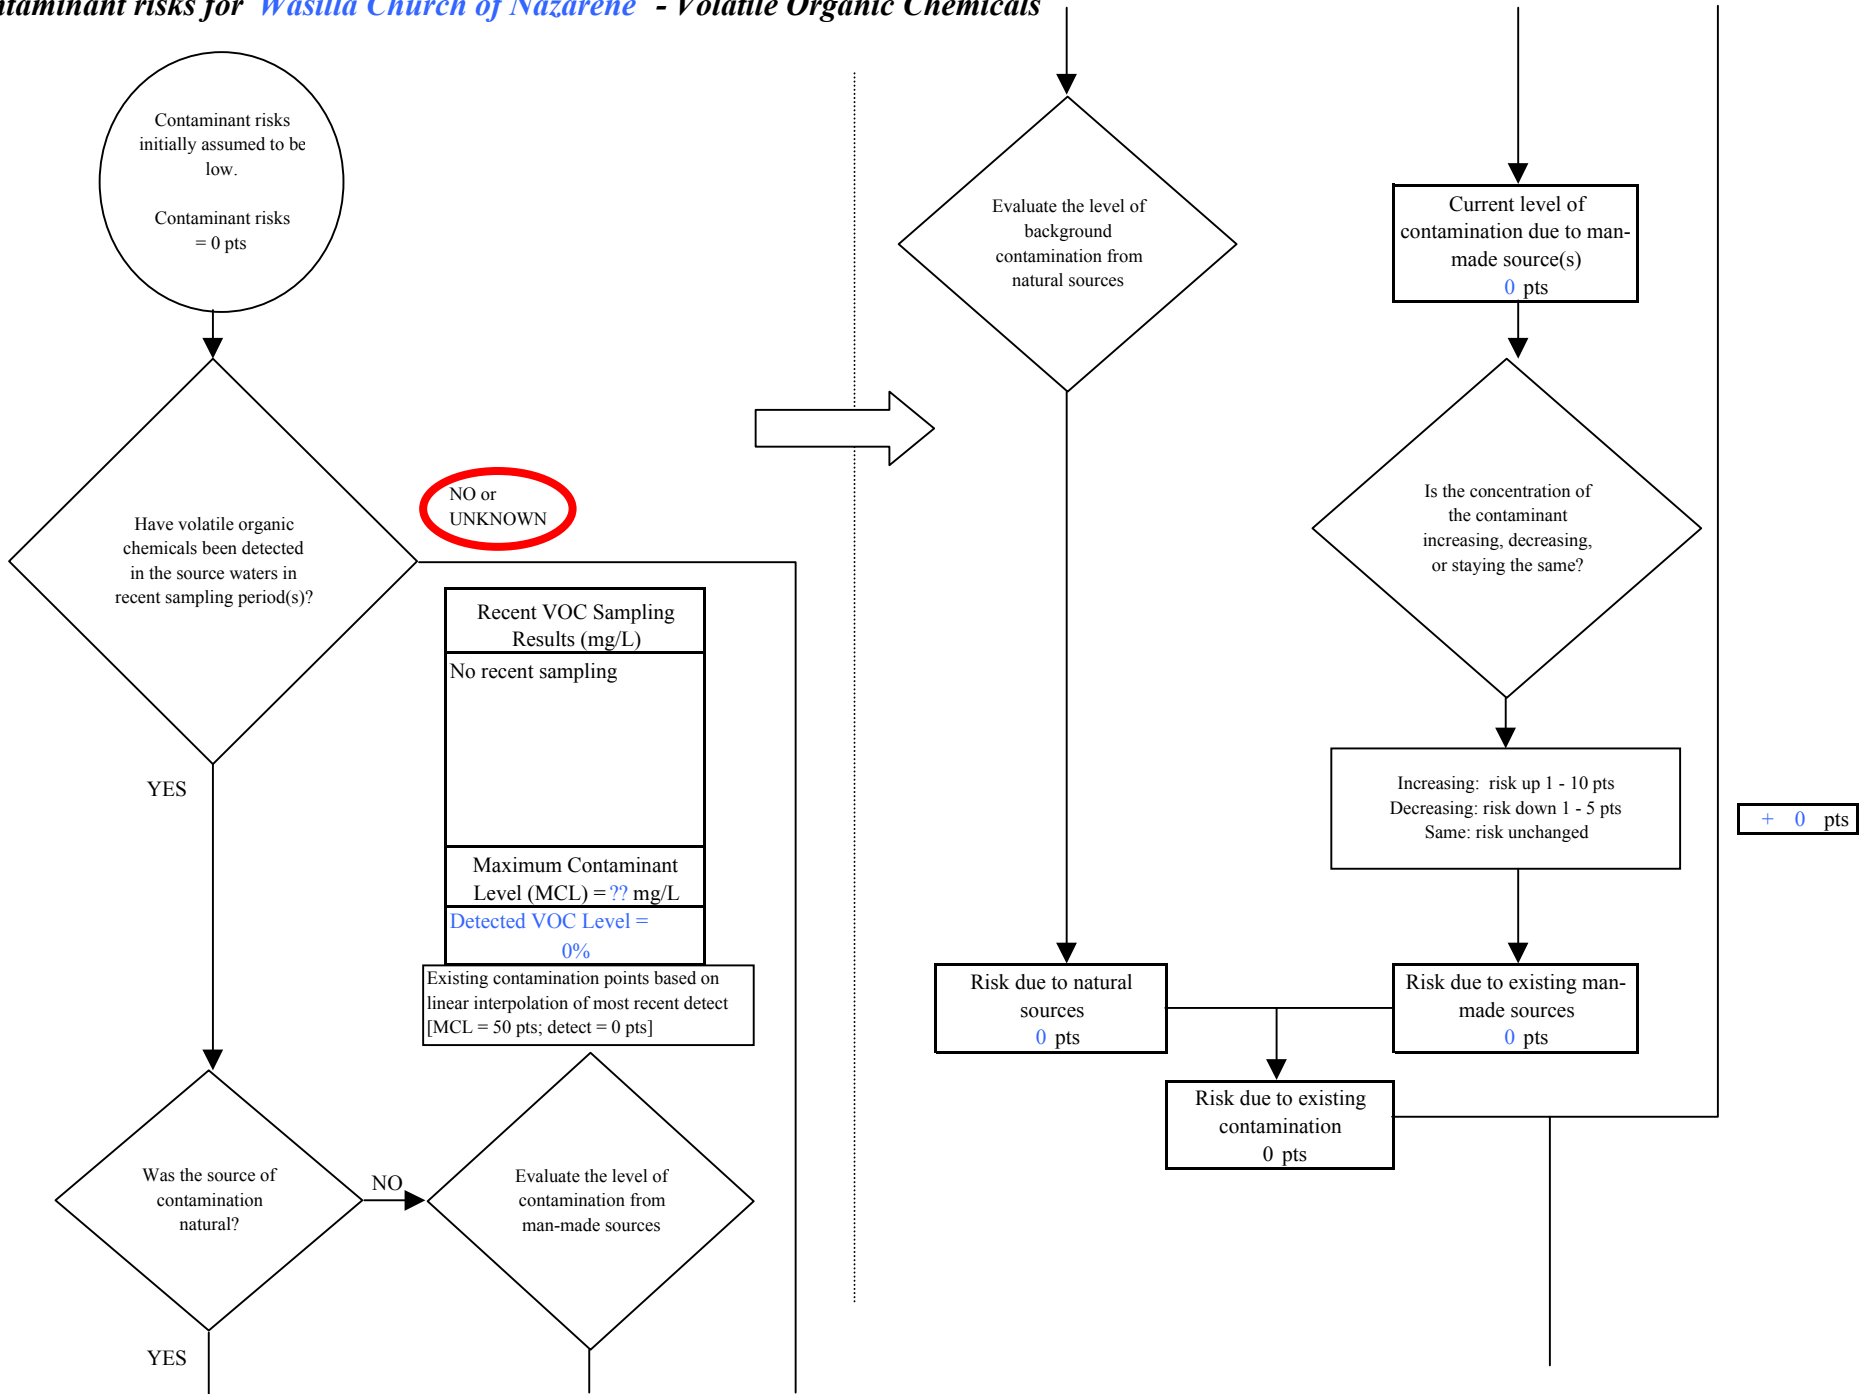 ntaminant risks for Wasilla Church of Nazarene - Volatile Organic Chemicals
Contaminant risks
initially assumed to be
low.
Contaminant risks
= 0 pts
Have volatile organic
chemicals been detected
in the source waters in
recent sampling period(s)?
NO or
UNKNOWN
YES
Recent VOC Sampling
Results (mg/L)
No recent sampling
Maximum Contaminant
Level (MCL) = ?? mg/L
Detected VOC Level =
0%
Existing contamination points based on
linear interpolation of most recent detect
[MCL = 50 pts; detect = 0 pts]
Was the source of
contamination
natural?
NO
YES
Evaluate the level of
contamination from
man-made sources
Evaluate the level of
background
contamination from
natural sources
Current level of
contamination due to man-
made source(s)
0 pts
Is the concentration of
the contaminant
increasing, decreasing,
or staying the same?
Increasing: risk up 1 - 10 pts
Decreasing: risk down 1 - 5 pts
Same: risk unchanged
+ 0 pts
Risk due to natural
sources
0 pts
Risk due to existing man-
made sources
0 pts
Risk due to existing
contamination
0 pts